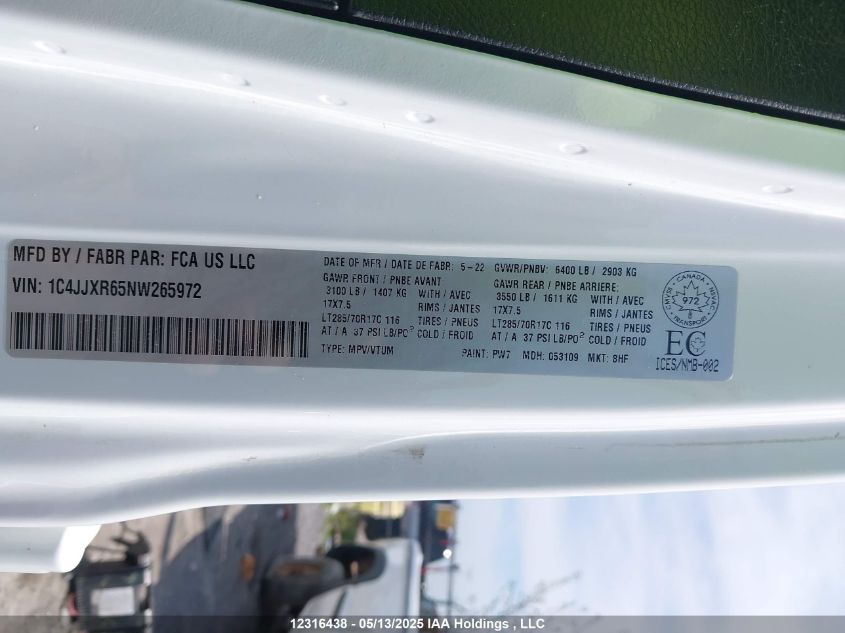 MFD BY / FABR PAR: FCA US LLC
VIN: 1C4JJXR65NW265972
DATE OF MFR / DATE DE FABR: 5-22 GVWR/PNBV: 6400 LB / 2903 KG
GAWR FRONT / PNBE AVANT: GAWR REAR / PNBE ARRIERE:
3100 LB / 1407 KG WITH / AVEC 3550 LB / 1611 KG WITH / AVEC
17X7.5 RIMS / JANTES 17X7.5 RIMS / JANTES
LT285/70R17C 116 TIRES / PNEUS LT285/70R17C 116 TIRES / PNEUS
AT / A 37 PSI LB/PO² COLD / FROID AT / A 37 PSI LB/PO² COLD / FROID
TYPE: MPV/VTUM PAINT: PW7 MDH: 053109 MKT: 8HF
CANADA
972
TRANSPORT
EC
ICES/NMB-002
12316438 - 05/13/2025 IAA Holdings , LLC